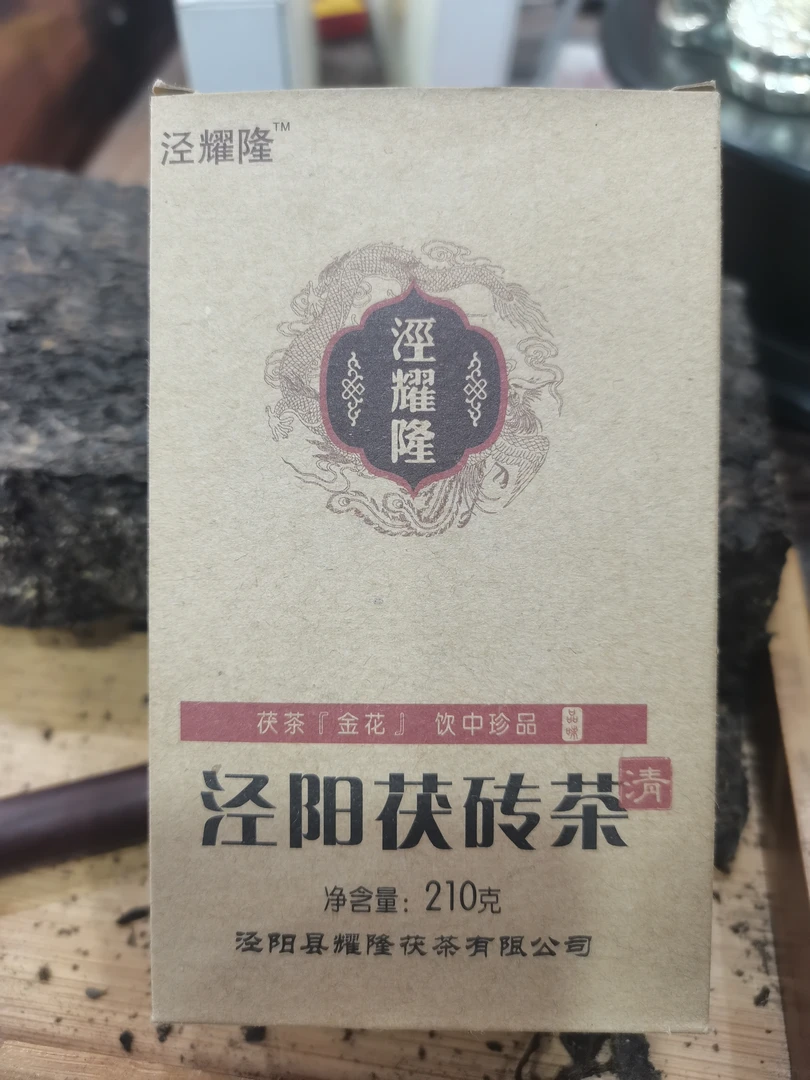 泾耀隆™
涇
耀
隆
茯茶『金花』 饮中珍品 品味
泾阳茯砖茶 清
净含量：210克
泾阳县耀隆茯茶有限公司